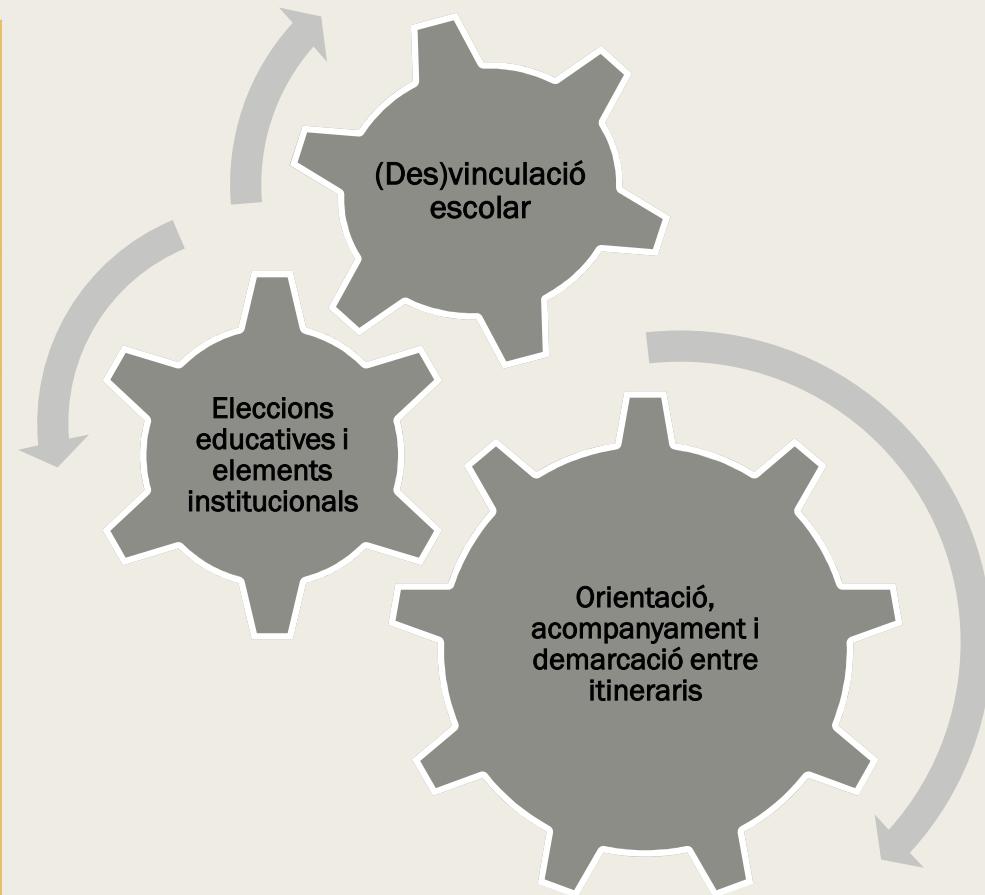 (Des)vinculació
escolar
Eleccions
educatives i
elements
institucionals
Orientació,
acompanyament i
demarcació entre
itineraris